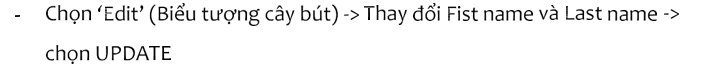 - Chọn ‘Edit’ (Biểu tượng cây bút) -> Thay đổi Fist name và Last name ->
chọn UPDATE